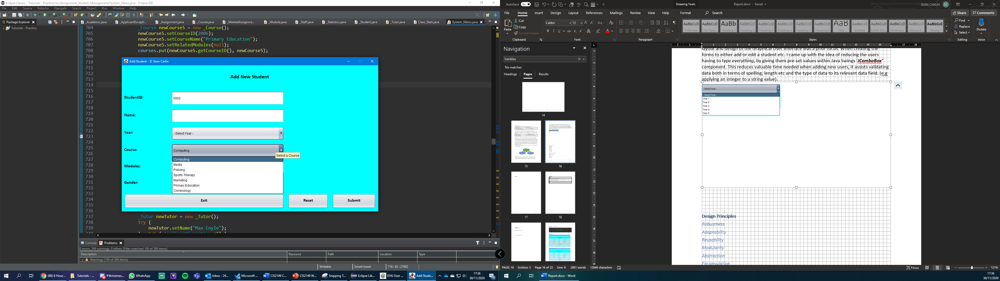 Eclipse Library - Tutorials - Practice/src/Assignment_Student_Management/System_Menu.java - Eclipse IDE
File Edit Source Refactor Navigate Search Project Run Window Help
Package Explorer
Tutorials - Practice
_Academic.java _ApplicantExcepti... _Assignment.java _Course.java _MarkedAssignme... _Module.java _Staff.java _Statistics.java _Student.java _Tutor.java Class_Stats.java System_Menu.java
704 _Course newCourse5 = new _Course();
705 newCourse5.setCourseID(2006);
706 newCourse5.setCourseName("Primary Education");
707 newCourse5.setRelatedModules(null);
708 courses.put(newCourse5.getCourseID(), newCourse5);
709
710
711
712
713
714
715
716
717
718
719
720
721
722
723
724
725
726
727
728
729
730
731
732
733
734
735
736
737 _Tutor newTutor = new _Tutor();
738 try {
739 newTutor.setName("Max Coyle");
Add Student - © Sean Carlin
Add New Student
StudentID: 5002
Name:
Year: - Select Year -
Course: Computing
Select a Course
Computing
Media
Policing
Sports Therapy
Marketing
Primary Education
Criminology
Modules:
Gender:
Exit Reset Submit
Console Problems
0 errors, 398 warnings, 0 others (Filter matched 100 of 398 items)
Description Resource Path Location Type
Warnings (100 of 398 items)
Writable Smart Insert 714 : 65 : 27402
(88) 6 Hour... Tutorials - ... #@memes... WhatsApp Inbox - 24... Microsoft ... CIS2149 C... CIS2149 W... Snipping T... Eclipse Lib... EHU User ... Add Stude...
17:36
30/11/2020
AutoSave On Drawing Tools Report.docx - Saved SEAN CARLIN SC
File Home Insert Design Layout References Mailings Review View Help Format Search Share Comments
Paste Cut Copy Format Painter
Calibri 12
AaBbCcD ¶ Normal
AaBbCcD ¶ No Spac...
AaBb Heading 1
Heading 2
Heading 3
Heading 4
Heading 5
Heading 6
AaB Title
Subtitle
Subtle Em...
Emphasis
Intense E...
Strong
Find Replace Select Dictate
Clipboard Font Paragraph Styles Editing Voice
Navigation
Vairibles
No matches
Headings Pages Results
14
15 16
17 18
layout and design of the Graphical User Interface was a prior focus. When creating the
forms to either add or edit a student etc. I came up with the idea of reducing the users
having to type everything, by giving them pre-set values within Java Swings ‘JComboBox’
component. This reduces valuable time needed when adding new users, it assists validating
data both in terms of spelling, length etc and the type of data to its relevant data field. (e.g
applying an integer to a string value).
- Select Year -
- Select Year -
Year 1
Year 2
Year 3
Year 4
Year 5
Design Principles
Robustness
Adaptability
Reusability
Modularity
Abstraction
Encapsulation
PAGE: 16 Section: 3 Page 16 of 22 Line: 8 2001 words 12849 characters Focus 121%
Report.docx - Word
17:36
30/11/2020